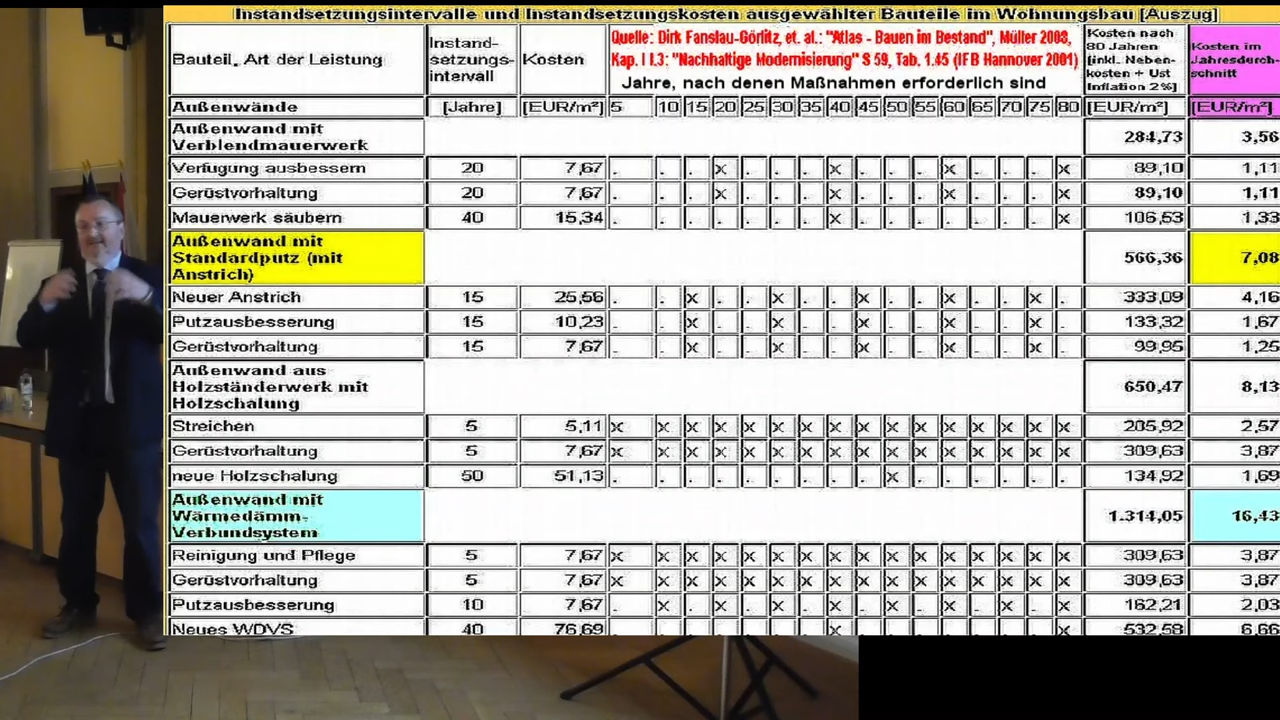 Instandsetzungsintervalle und Instandsetzungskosten ausgewählter Bauteile im Wohnungsbau [Auszug]
Bauteil, Art der Leistung
Instand-
setzungs-
intervall
Kosten
Quelle: Dirk Fanslau-Görlitz, et. al.: "Atlas - Bauen im Bestand", Müller 2008,
Kap. I I.3: "Nachhaltige Modernisierung" S 59, Tab. 1.45 (IFB Hannover 2001)
Jahre, nach denen Maßnahmen erforderlich sind
Kosten nach
80 Jahren
[inkl. Neben-
kosten + Ust
Inflation 2%]
Kosten im
Jahresdurch-
schnitt
Außenwände [Jahre] [EUR/m²] 5 10 15 20 25 30 35 40 45 50 55 60 65 70 75 80 [EUR/m²] [EUR/m²]
Außenwand mit
Verblendmauerwerk 284,73 3,56
Verfugung ausbessern 20 7,67 . . . x . . . x . . . x . . . x 89,10 1,11
Gerüstvorhaltung 20 7,67 . . . x . . . x . . . x . . . x 89,10 1,11
Mauerwerk säubern 40 15,34 . . . . . . . x . . . . . . . x 106,53 1,33
Außenwand mit
Standardputz (mit 566,36 7,08
Anstrich)
Neuer Anstrich 15 25,56 . . x . . x . . x . . x . . x . 333,09 4,16
Putzausbesserung 15 10,23 . . x . . x . . x . . x . . x . 133,32 1,67
Gerüstvorhaltung 15 7,67 . . x . . x . . x . . x . . x . 99,95 1,25
Außenwand aus
Holzständerwerk mit 650,47 8,13
Holzschalung
Streichen 5 5,11 x x x x x x x x x x x x x x x x 205,92 2,57
Gerüstvorhaltung 5 7,67 x x x x x x x x x x x x x x x x 309,63 3,87
neue Holzschalung 50 51,13 . . . . . . . . . x . . . . . . 134,92 1,69
Außenwand mit
Wärmedämm- 1.314,05 16,43
Verbundsystem
Reinigung und Pflege 5 7,67 x x x x x x x x x x x x x x x x 309,63 3,87
Gerüstvorhaltung 5 7,67 x x x x x x x x x x x x x x x x 309,63 3,87
Putzausbesserung 10 7,67 . x . x . x . x . x . x . x . x 162,21 2,03
Neues WDVS 40 76,69 . . . . . . . x . . . . . . . x 532,58 6,66